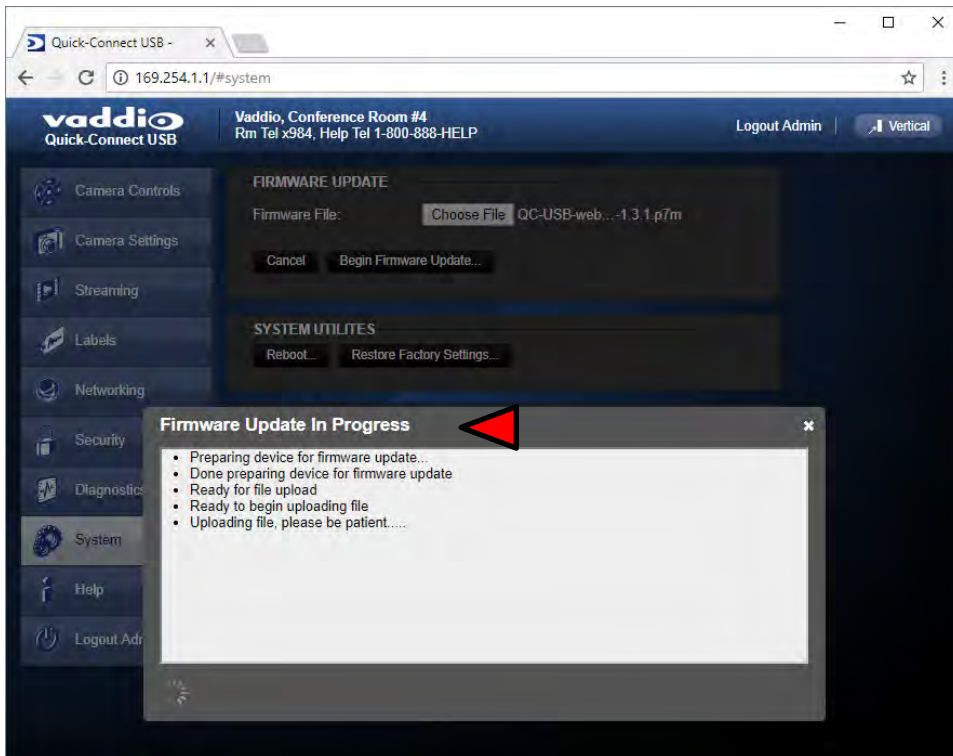 Quick-Connect USB -
169.254.1.1/#system
vaddio
Quick-Connect USB
Vaddio, Conference Room #4
Rm Tel x984, Help Tel 1-800-888-HELP
Logout Admin
Vertical
Camera Controls
Camera Settings
Streaming
Labels
Networking
Security
Diagnostics
System
Help
Logout Adr
FIRMWARE UPDATE
Firmware File: Choose File QC-USB-web...-1.3.1.p7m
Cancel Begin Firmware Update...
SYSTEM UTILITES
Reboot... Restore Factory Settings...
Firmware Update In Progress
Preparing device for firmware update...
Done preparing device for firmware update
Ready for file upload
Ready to begin uploading file
Uploading file, please be patient.....